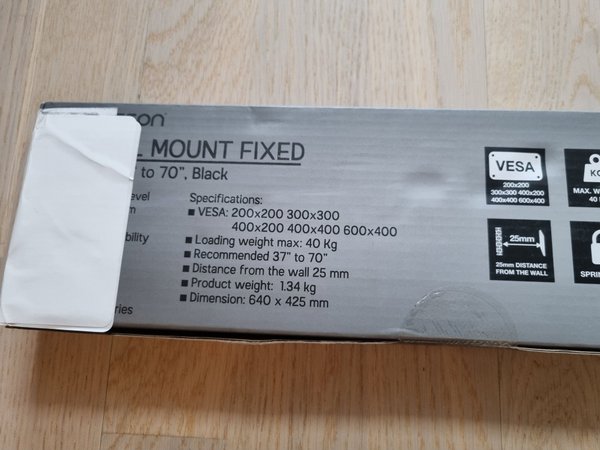 MOUNT FIXED
to 70", Black
Specifications:
■ VESA: 200x200 300x300
400x200 400x400 600x400
■ Loading weight max: 40 Kg
■ Recommended 37" to 70"
■ Distance from the wall 25 mm
■ Product weight: 1.34 kg
■ Dimension: 640 x 425 mm
VESA
200x200
300x300 400x200
400x400 600x400
25mm
25mm DISTANCE
FROM THE WALL
MAX. W
40